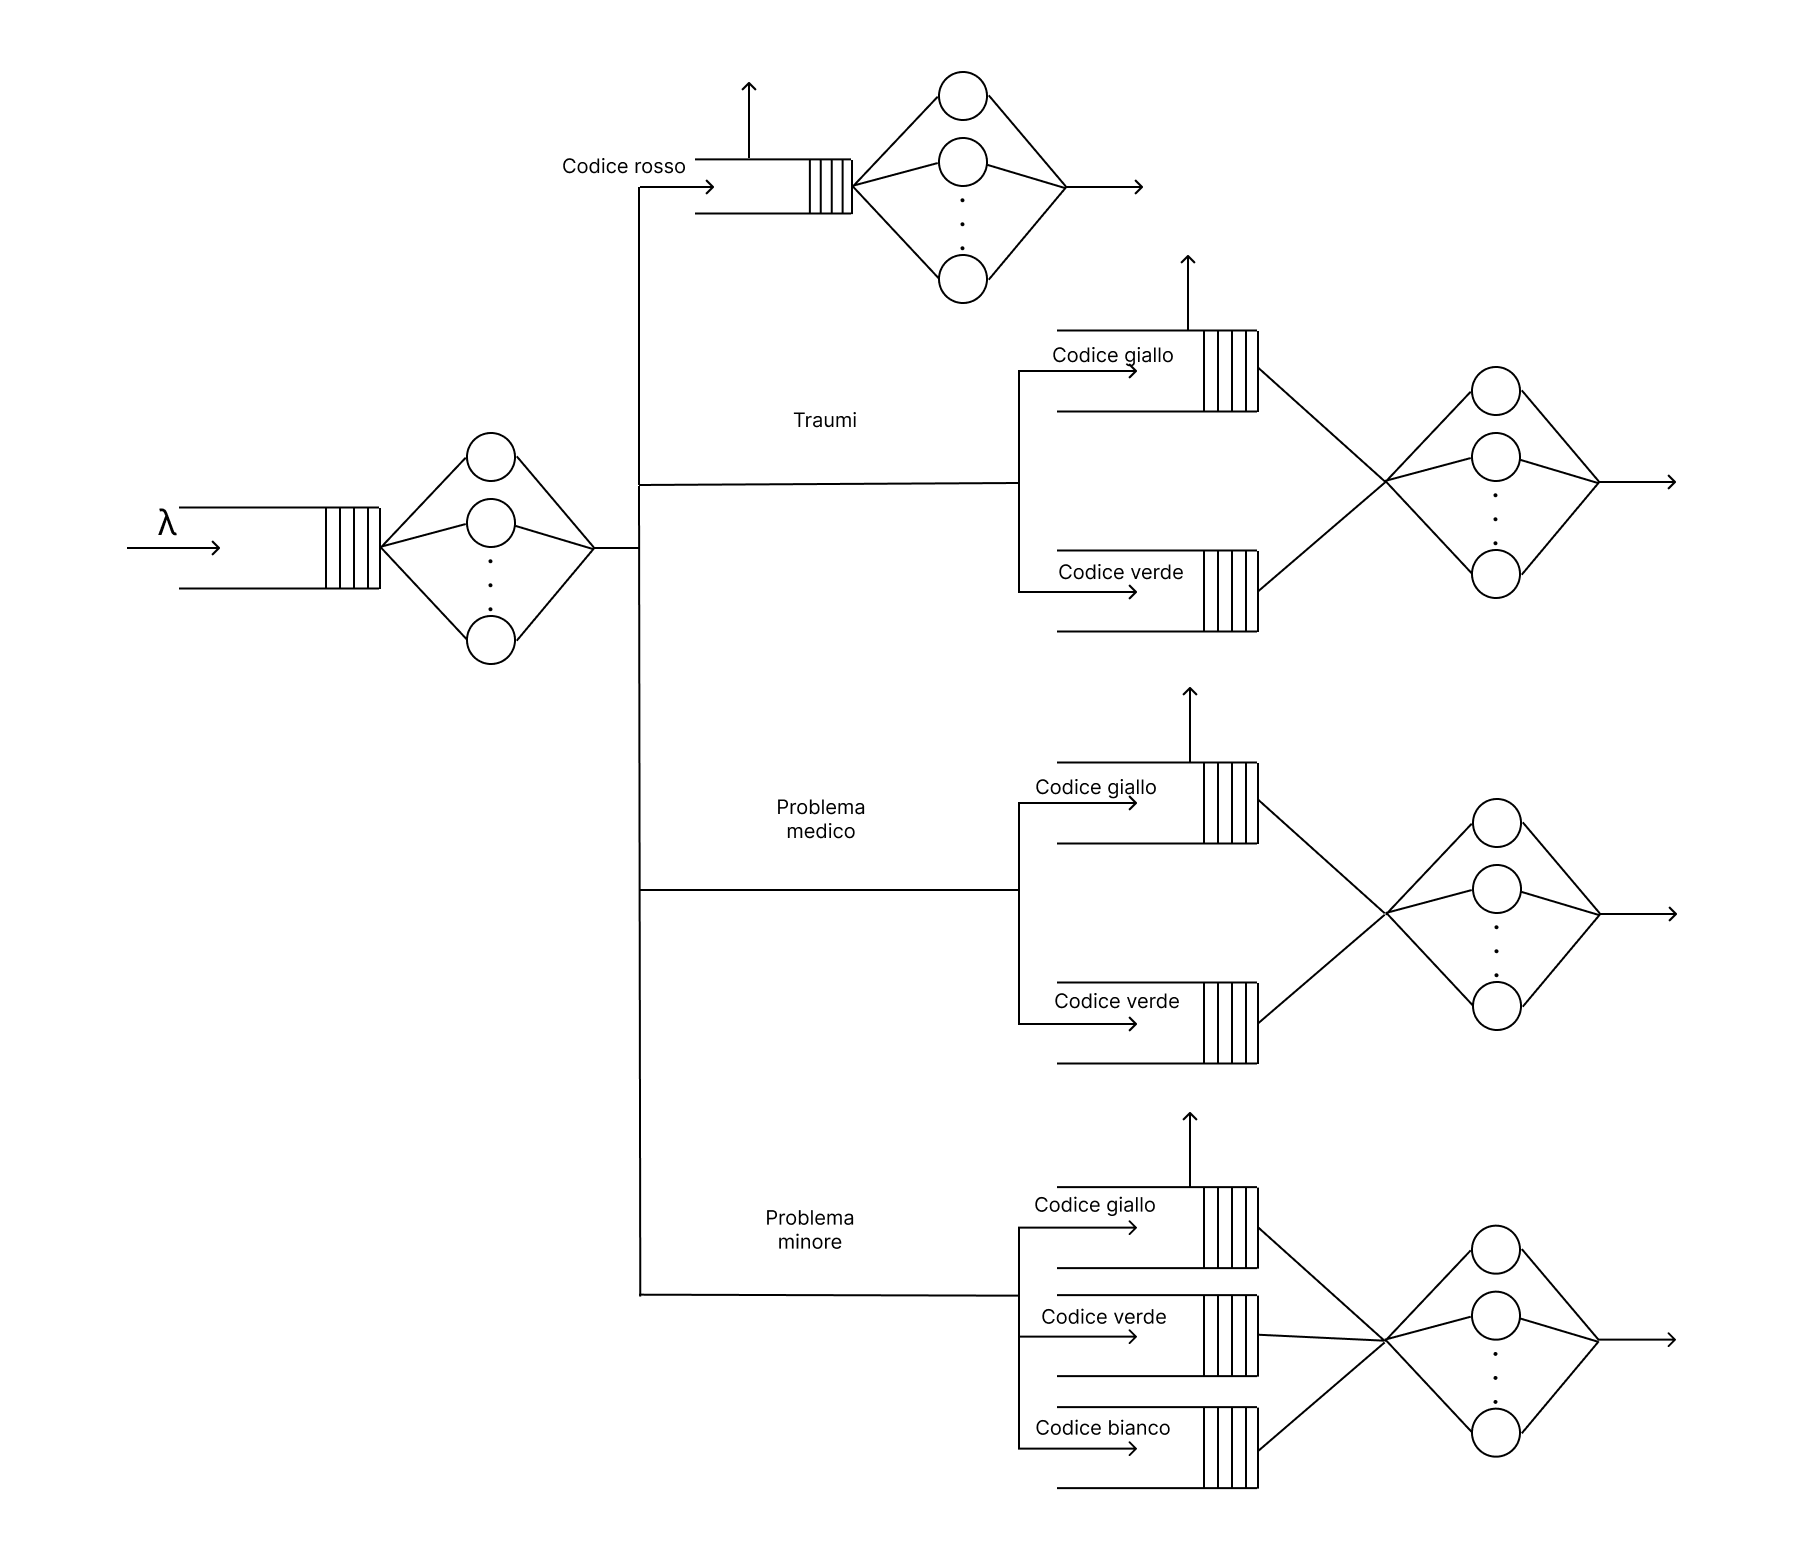 Codice rosso
Codice giallo
Traumi
λ
Codice verde
Codice giallo
Problema
medico
Codice verde
Codice giallo
Problema
minore
Codice verde
Codice bianco